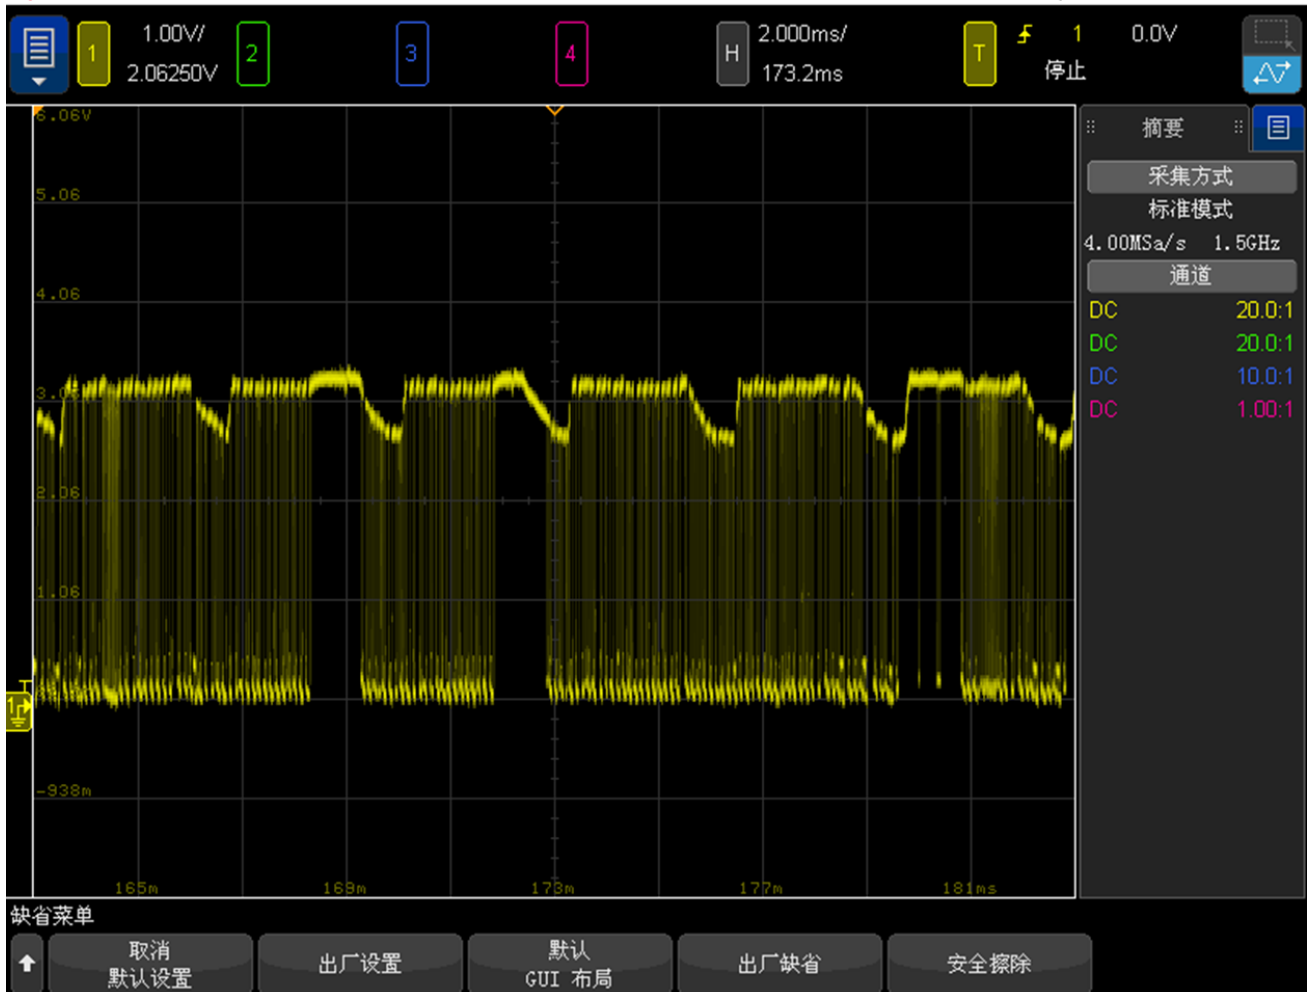 1 1.00V/ 2 3 4 H 2.000ms/ T 1 0.0V
2.06250V 173.2ms 停止
6.06V
摘要
采集方式
5.06
标准模式
4.00MSa/s 1.5GHz
通道
4.06
DC 20.0:1
DC 20.0:1
DC 10.0:1
DC 1.00:1
2.06
1.06
T
1
-938m
165m 169m 173m 177m 181ms
缺省菜单
取消 默认设置
出厂设置
默认 GUI 布局
出厂缺省
安全擦除